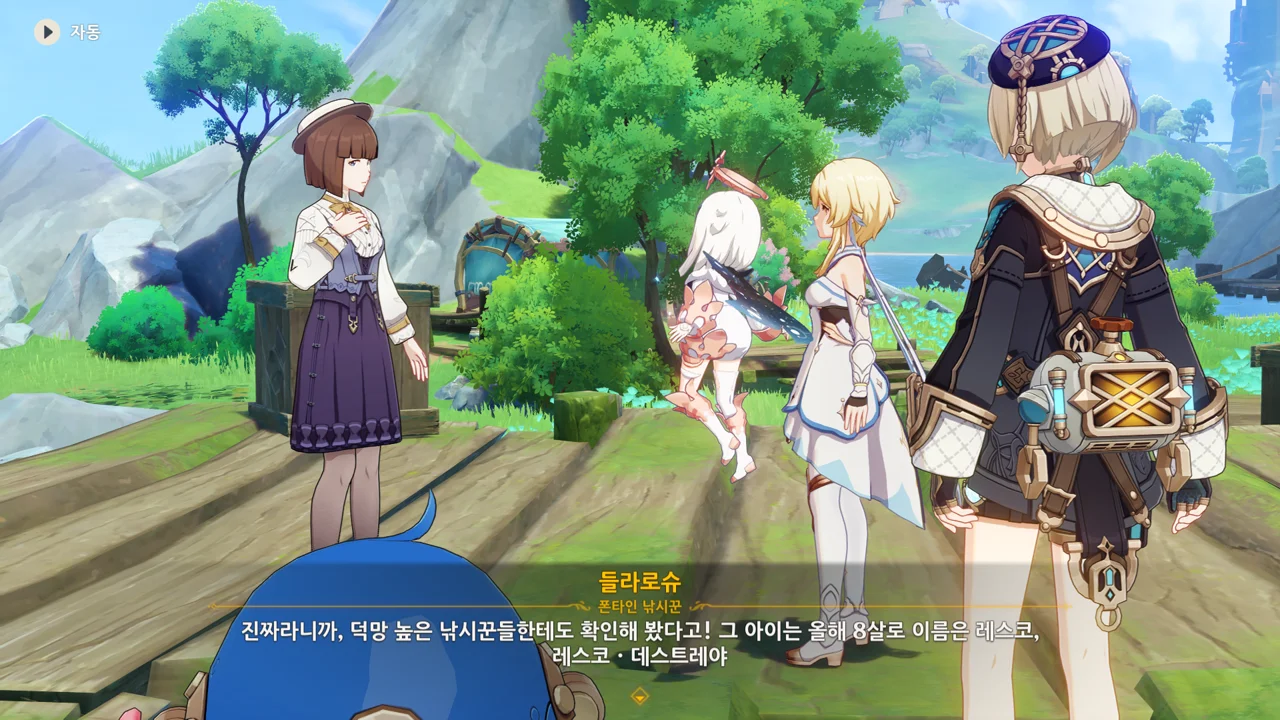 자동
들라로슈
폰타인 낚시꾼
진짜라니까, 덕망 높은 낚시꾼들한테도 확인해 봤다고! 그 아이는 올해 8살로 이름은 레스코,
레스코 · 데스트레야